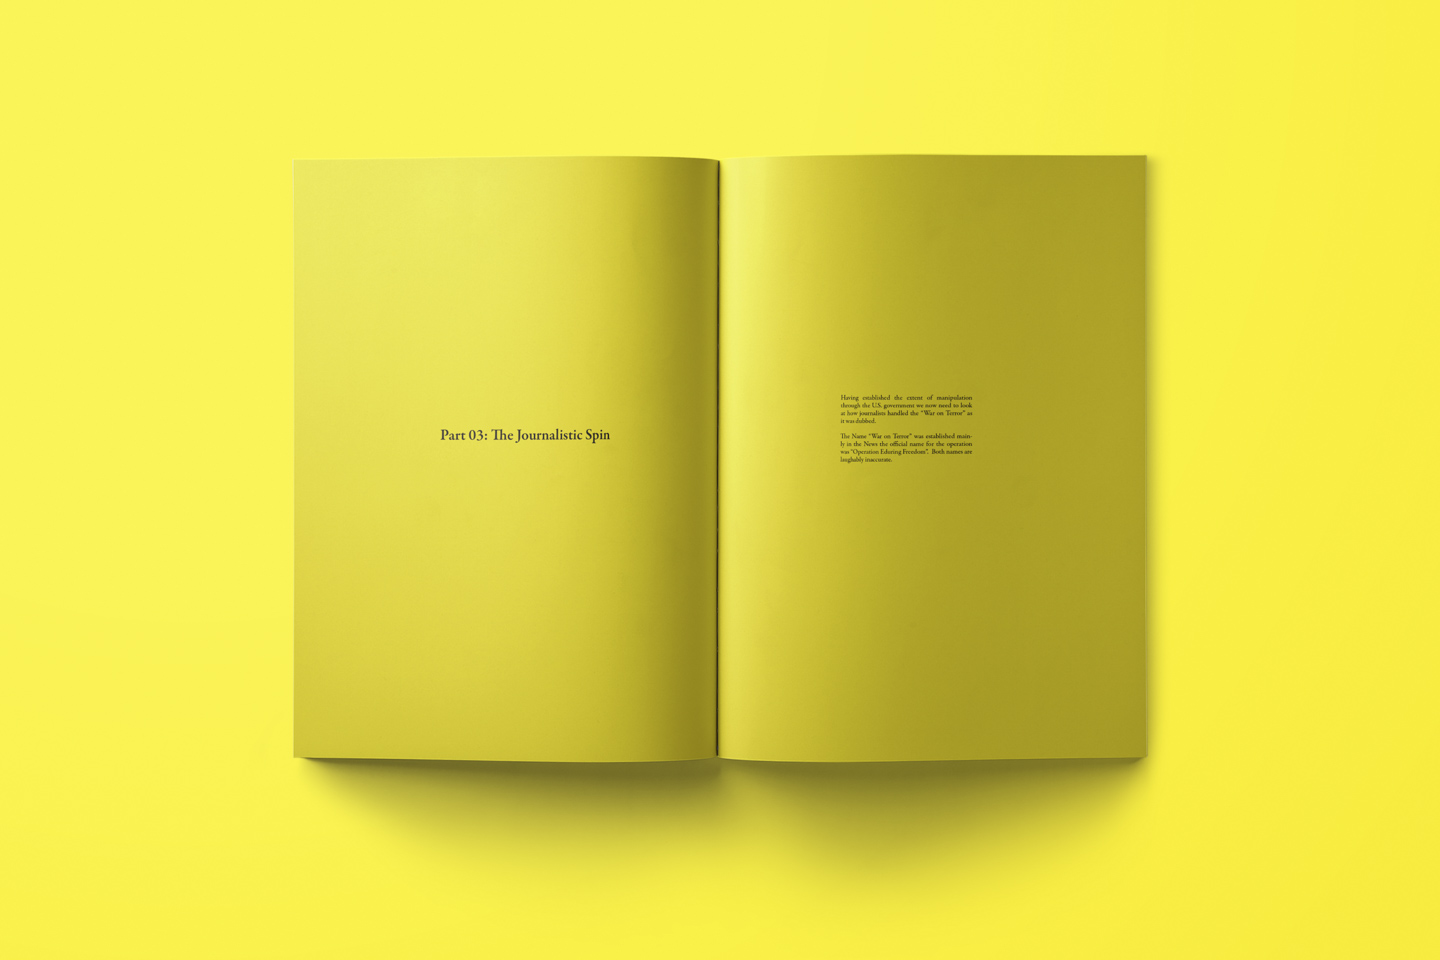 Part 03: The Journalistic Spin
Having established the extent of manipulation
through the U.S. government we now need to look
at how journalists handled the "War on Terror" as
it was dubbed.
The Name "War on Terror" was established main-
ly in the News the official name for the operation
was "Operation Eduring Freedom". Both names are
laughably inaccurate.